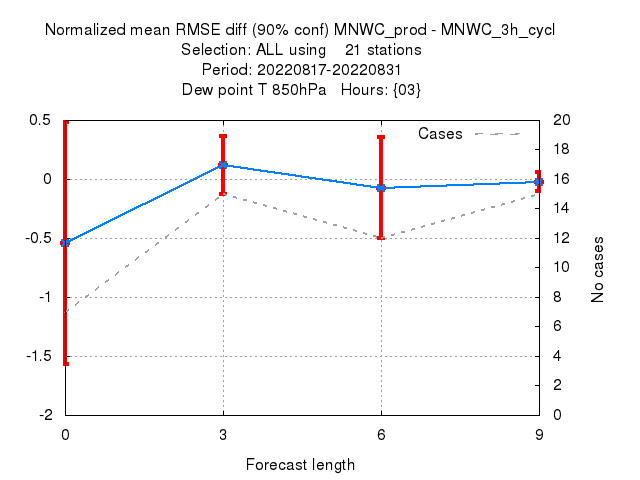 Normalized mean RMSE diff (90% conf) MNWC_prod - MNWC_3h_cycl
Selection: ALL using 21 stations
Period: 20220817-20220831
Dew point T 850hPa Hours: {03}
Cases
0.5
0
-0.5
-1
-1.5
-2
20
18
16
14
12
10
8
6
4
2
0
No cases
0 3 6 9
Forecast length